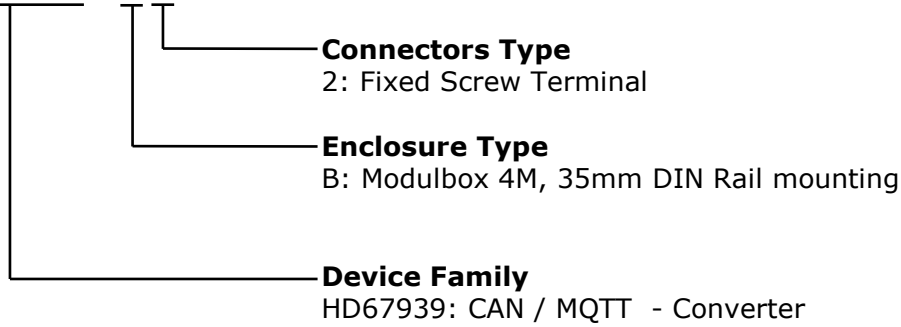 Connectors Type
2: Fixed Screw Terminal
Enclosure Type
B: Modulbox 4M, 35mm DIN Rail mounting
Device Family
HD67939: CAN / MQTT - Converter